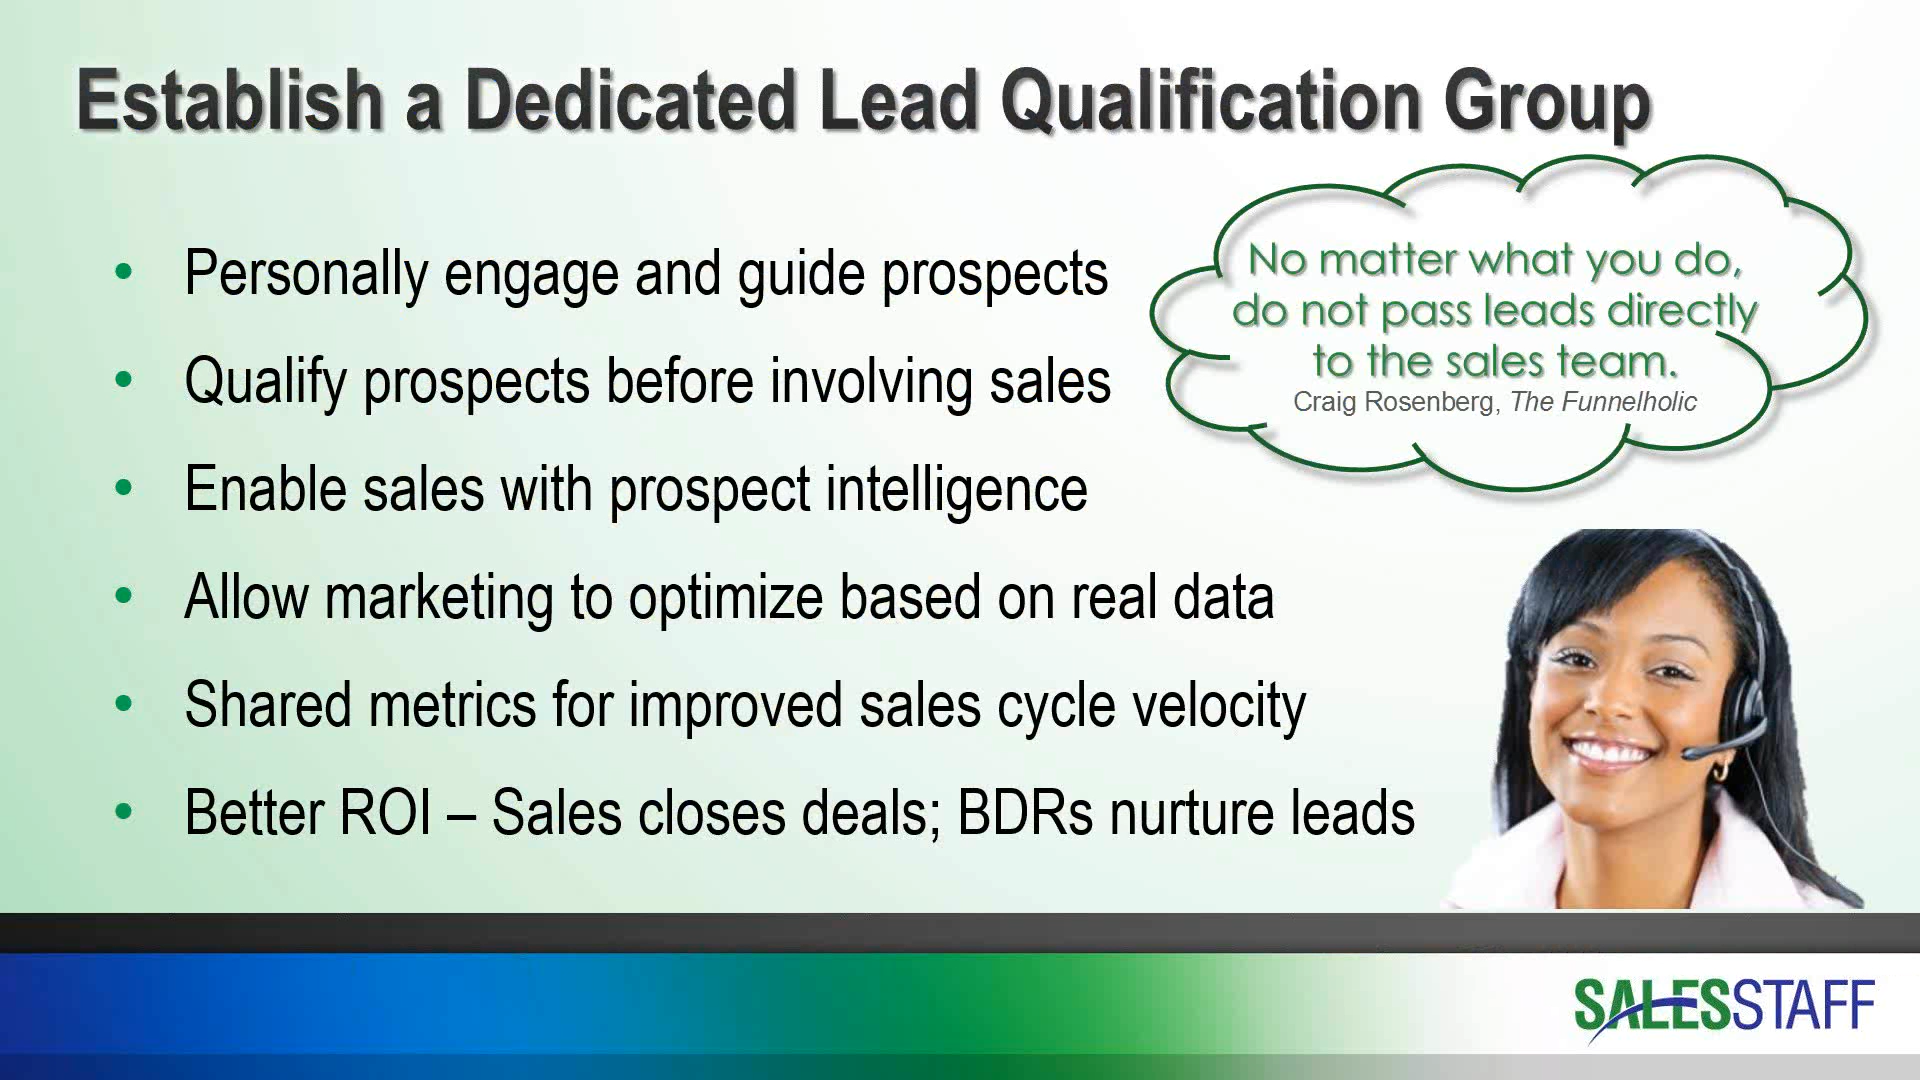 Establish a Dedicated Lead Qualification Group
No matter what you do,
do not pass leads directly
to the sales team.
Craig Rosenberg, The Funnelholic
• Personally engage and guide prospects
• Qualify prospects before involving sales
• Enable sales with prospect intelligence
• Allow marketing to optimize based on real data
• Shared metrics for improved sales cycle velocity
• Better ROI – Sales closes deals; BDRs nurture leads
SALESSTAFF